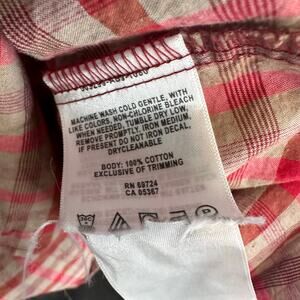 MACHINE WASH COLD GENTLE, WITH
LIKE COLORS, NON-CHLORINE BLEACH
WHEN NEEDED, TUMBLE DRY LOW,
REMOVE PROMPTLY, IRON MEDIUM,
IF PRESENT DO NOT IRON DECAL,
DRYCLEANABLE
BODY: 100% COTTON
EXCLUSIVE OF TRIMMING
RN 69724
CA 05367